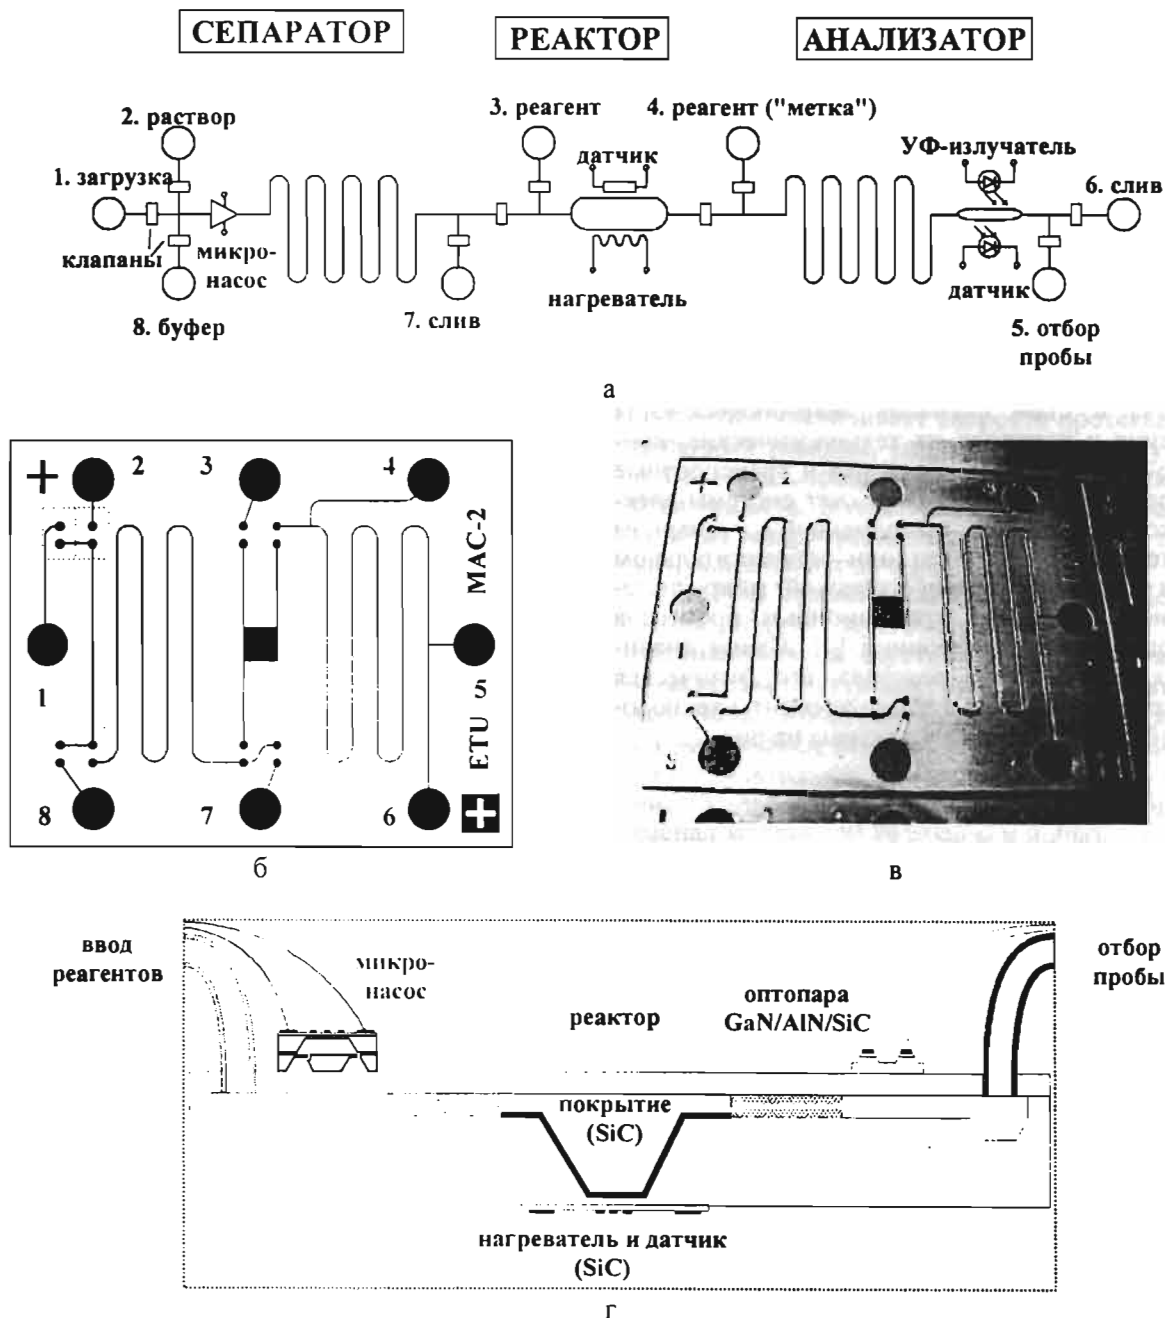 СЕПАРАТОР
РЕАКТОР
АНАЛИЗАТОР
2. раствор
3. реагент
4. реагент ("метка")
1. загрузка
датчик
УФ-излучатель
6. слив
клапаны
микро-
насос
нагреватель
датчик
8. буфер
7. слив
5. отбор
пробы
а
2
3
4
1
5
8
7
6
ETU
МАС-2
б
в
ввод
реагентов
микро-
насос
реактор
оптопара
GaN/AlN/SiC
отбор
пробы
покрытие
(SiC)
нагреватель и датчик
(SiC)
г